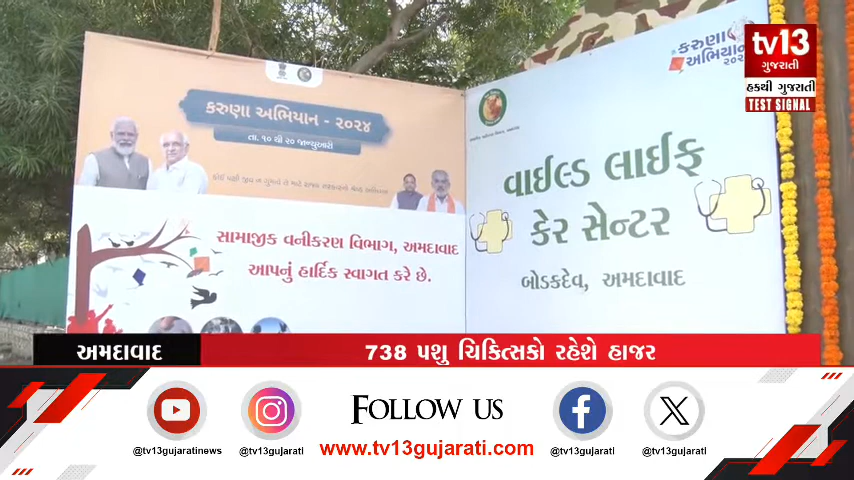 કરુણા અભિયાન - ૨૦૨૪
તા. ૧૦ થી ૨૦ જાન્યુઆરી
સામાજીક વનીકરણ વિભાગ, અમદાવાદ
આપનું હાર્દિક સ્વાગત કરે છે.
કરુણા
અભિયાન
વાઈલ્ડ લાઈફ
કેર સેન્ટર
બોડકદેવ, અમદાવાદ
tv13
ગુજરાતી
હકથી ગુજરાતી
TEST SIGNAL
અમદાવાદ
738 પશુ ચિકિત્સકો રહેશે હાજર
FOLLOW US
www.tv13gujarati.com
@tv13gujaratinews
@tv13gujarati
@tv13gujarati
@tv13gujarati